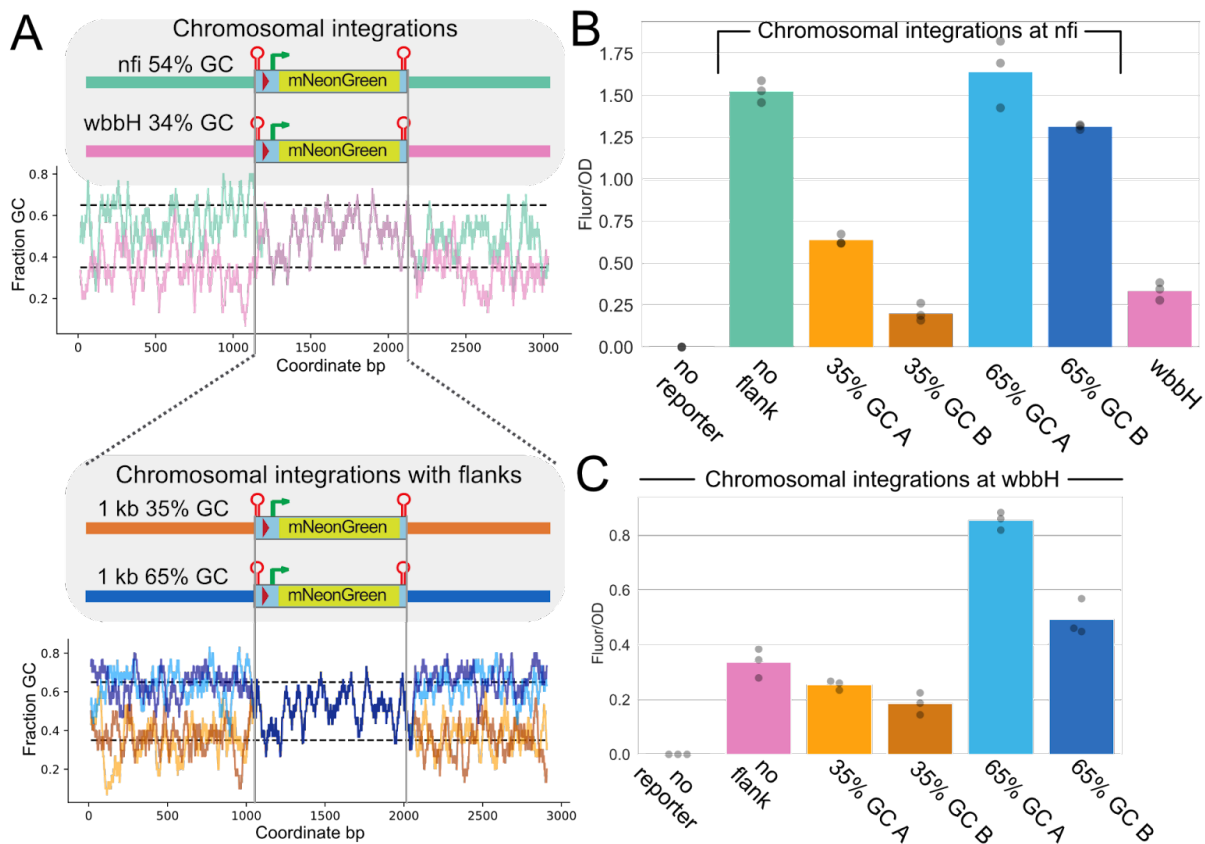 A
Chromosomal integrations
nfi 54% GC
mNeonGreen
wbbH 34% GC
mNeonGreen
0.8
0.6
0.4
0.2
Fraction GC
0
500
1000
1500
2000
2500
3000
Coordinate bp
Chromosomal integrations with flanks
1 kb 35% GC
mNeonGreen
1 kb 65% GC
mNeonGreen
0.8
0.6
0.4
0.2
Fraction GC
0
500
1000
1500
2000
2500
3000
Coordinate bp
B
Chromosomal integrations at nfi
1.75
1.50
1.25
1.00
0.75
0.50
0.25
0.00
Fluor/OD
no
reporter
no
flank
35% GC A
35% GC B
65% GC A
65% GC B
wbbH
C
Chromosomal integrations at wbbH
0.8
0.6
0.4
0.2
0.0
Fluor/OD
no
reporter
no
flank
35% GC A
35% GC B
65% GC A
65% GC B